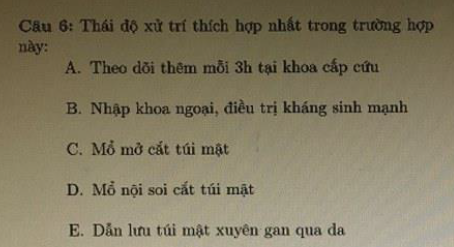 Câu 6: Thái độ xử trí thích hợp nhất trong trường hợp
này:
A. Theo dõi thêm mỗi 3h tại khoa cấp cứu
B. Nhập khoa ngoại, điều trị kháng sinh mạnh
C. Mổ mở cắt túi mật
D. Mổ nội soi cắt túi mật
E. Dẫn lưu túi mật xuyên gan qua da